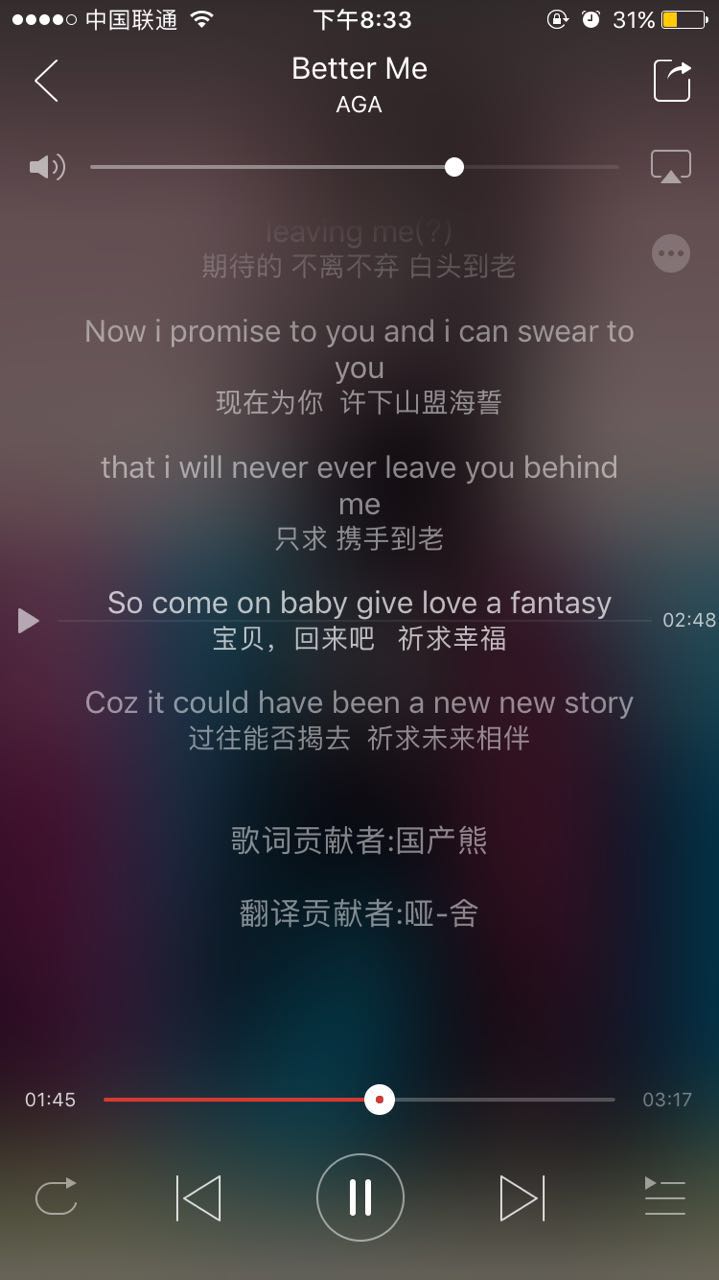 中国联通 下午8:33 31%
Better Me
AGA
leaving me(?)
期待的 不离不弃 白头到老
Now i promise to you and i can swear to
you
现在为你 许下山盟海誓
that i will never ever leave you behind
me
只求 携手到老
So come on baby give love a fantasy
宝贝，回来吧 祈求幸福
02:48
Coz it could have been a new new story
过往能否揭去 祈求未来相伴
歌词贡献者:国产熊
翻译贡献者:哑-舍
01:45 03:17